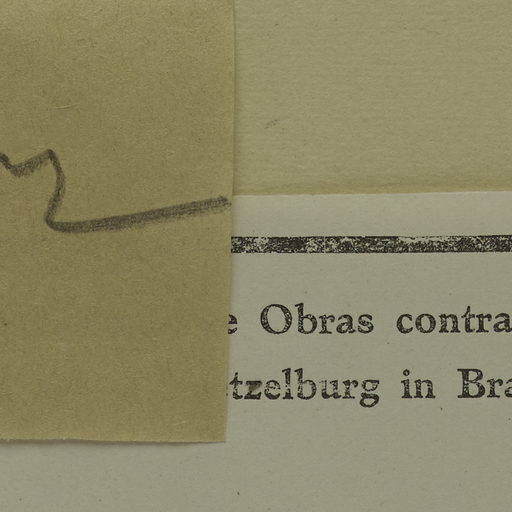 e Obras contra
tzelburg in Bra